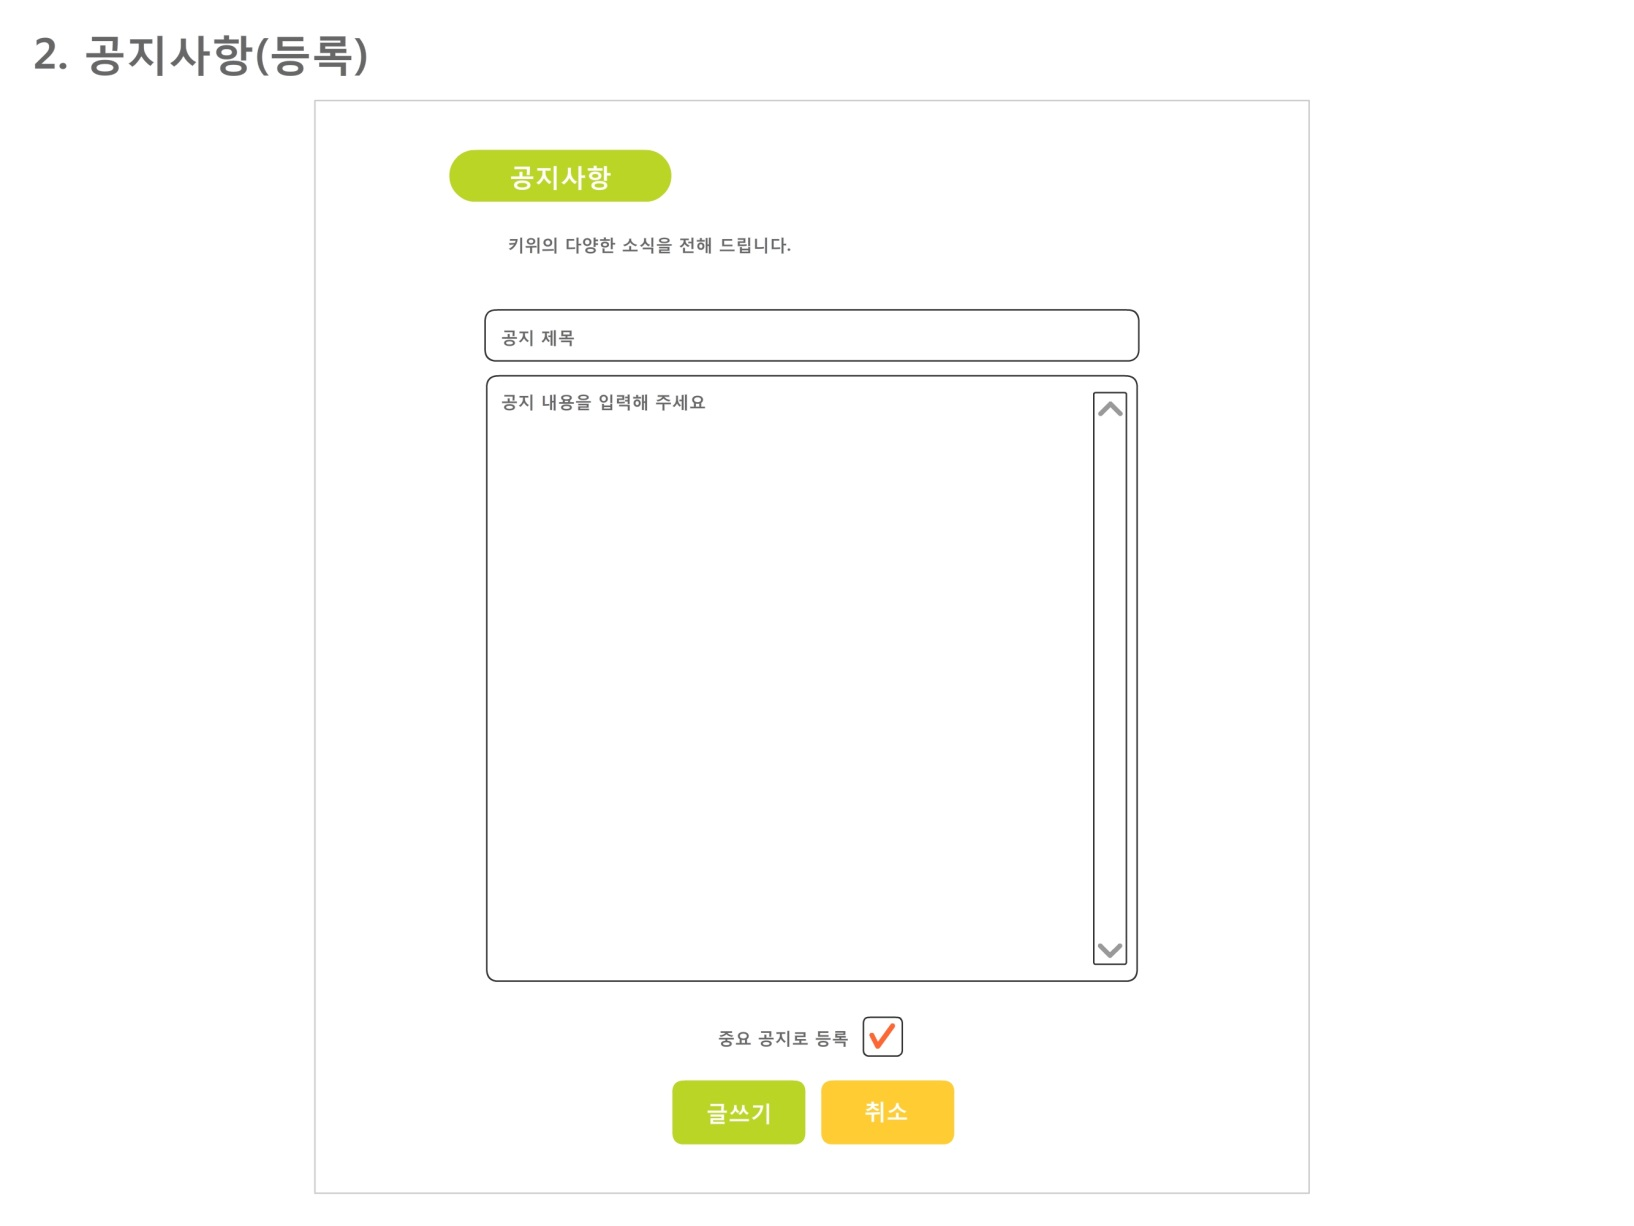 2. 공지사항(등록)
공지사항
키위의 다양한 소식을 전해 드립니다.
공지 제목
공지 내용을 입력해 주세요
중요 공지로 등록
글쓰기
취소